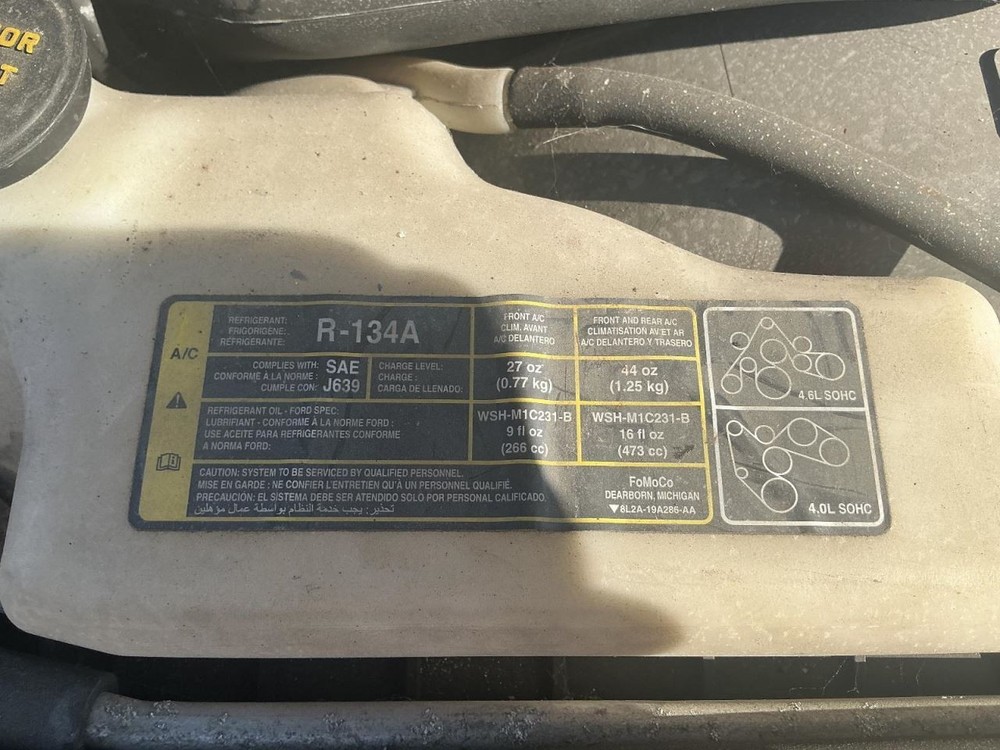 OR
T
A/C
REFRIGERANT:
FRIGORIGÈNE:
REFRIGERANTE:
R-134A
FRONT A/C
CLIM. AVANT
A/C DELANTERO
FRONT AND REAR A/C
CLIMATISATION AV ET AR
A/C DELANTERO Y TRASERO
COMPLIES WITH:
CONFORME À LA NORME :
CUMPLE CON:
SAE
J639
CHARGE LEVEL:
CHARGE :
CARGA DE LLENADO:
27 oz
(0.77 kg)
44 oz
(1.25 kg)
REFRIGERANT OIL - FORD SPEC:
LUBRIFIANT - CONFORME À LA NORME FORD :
USE ACEITE PARA REFRIGERANTES CONFORME
A NORMA FORD:
WSH-M1C231-B
9 fl oz
(266 cc)
WSH-M1C231-B
16 fl oz
(473 cc)
CAUTION: SYSTEM TO BE SERVICED BY QUALIFIED PERSONNEL.
MISE EN GARDE : NE CONFIER L'ENTRETIEN QU'À UN PERSONNEL QUALIFIÉ.
PRECAUCIÓN: EL SISTEMA DEBE SER ATENDIDO SOLO POR PERSONAL CALIFICADO.
تحذير: يجب خدمة النظام بواسطة عمال مؤهلين
FoMoCo
DEARBORN, MICHIGAN
▼8L2A-19A286-AA
4.6L SOHC
4.0L SOHC